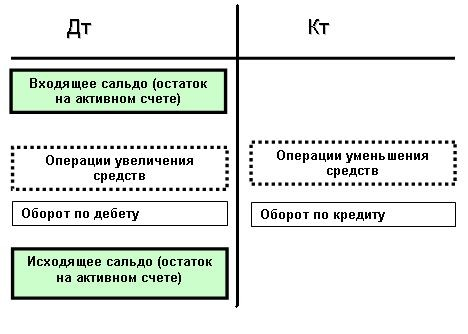 Дт
Кт
Входящее сальдо (остаток
на активном счете)
Операции увеличения
средств
Операции уменьшения
средств
Оборот по дебету
Оборот по кредиту
Исходящее сальдо (остаток
на активном счете)